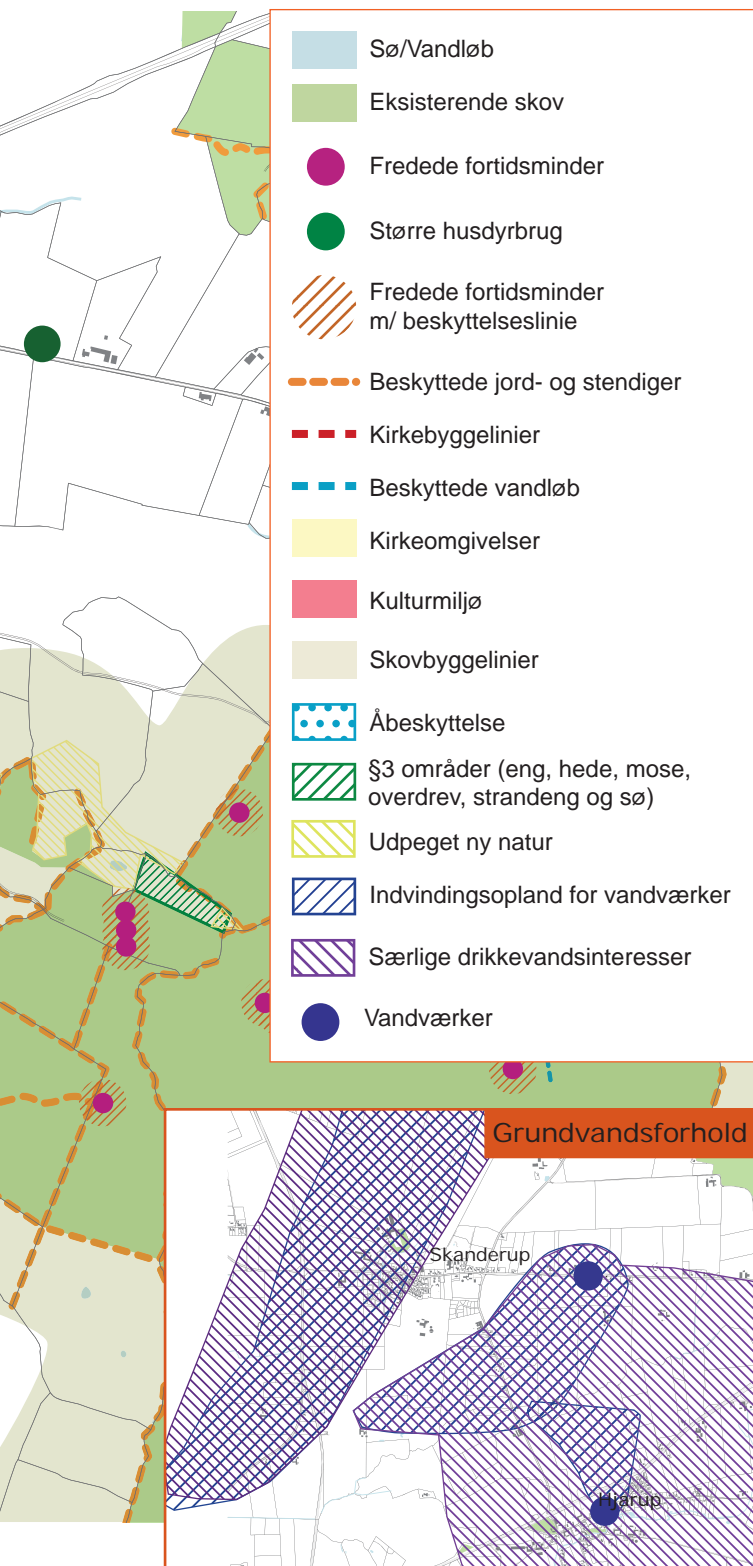 Sø/Vandløb
Eksisterende skov
Fredede fortidsminder
Større husdyrbrug
Fredede fortidsminder
m/ beskyttelseslinie
Beskyttede jord- og stendiger
Kirkebyggelinier
Beskyttede vandløb
Kirkeomgivelser
Kulturmiljø
Skovbyggelinier
Åbeskyttelse
§3 områder (eng, hede, mose,
overdrev, strandeng og sø)
Udpeget ny natur
Indvindingsopland for vandværker
Særlige drikkevandsinteresser
Vandværker
Grundvandsforhold
Skanderup
Hjarup